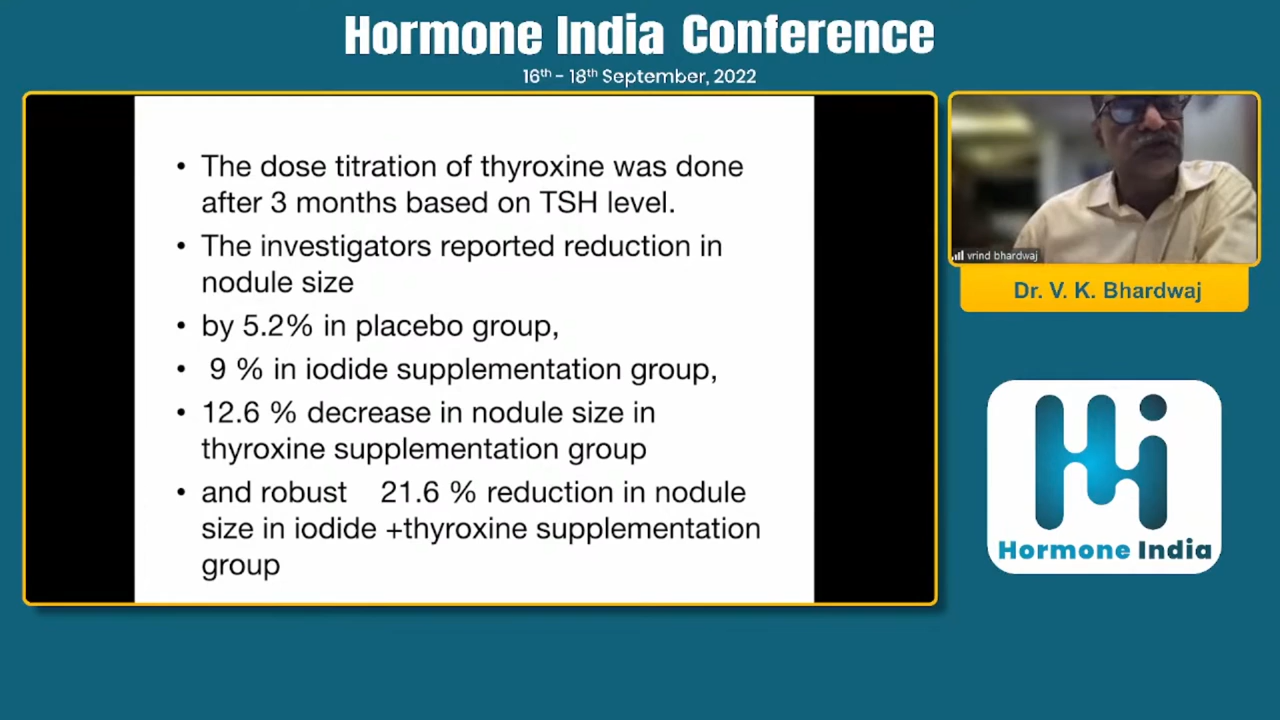 Hormone India Conference
16th - 18th September, 2022
• The dose titration of thyroxine was done
after 3 months based on TSH level.
• The investigators reported reduction in
nodule size
• by 5.2% in placebo group,
• 9 % in iodide supplementation group,
• 12.6 % decrease in nodule size in
thyroxine supplementation group
• and robust 21.6 % reduction in nodule
size in iodide +thyroxine supplementation
group
vrind bhardwaj
Dr. V. K. Bhardwaj
Hi
Hormone India